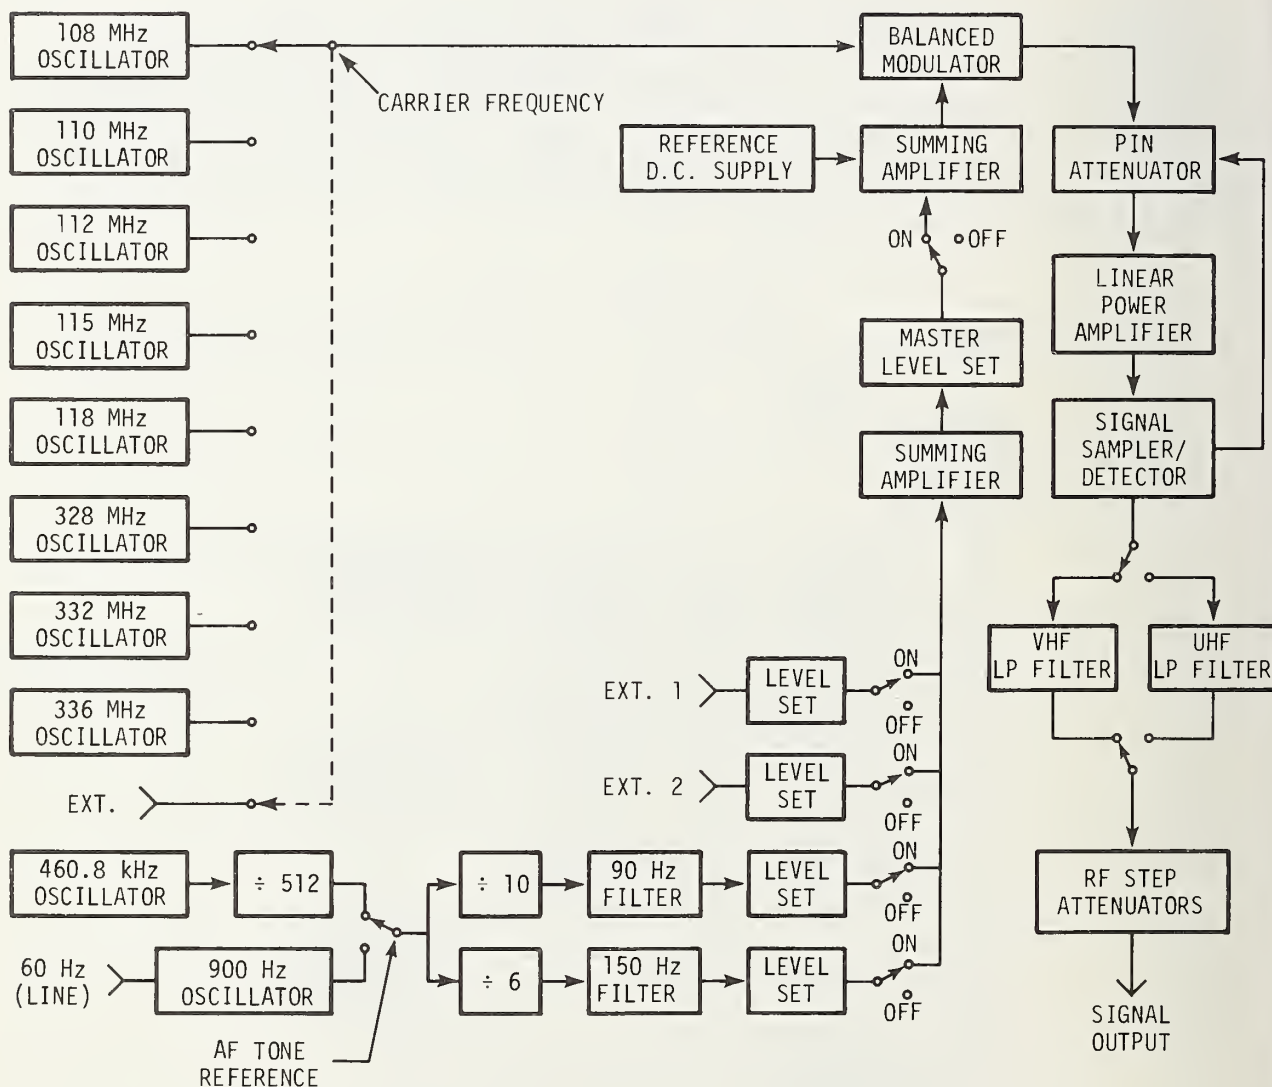 108 MHz
OSCILLATOR
110 MHz
OSCILLATOR
112 MHz
OSCILLATOR
115 MHz
OSCILLATOR
118 MHz
OSCILLATOR
328 MHz
OSCILLATOR
332 MHz
OSCILLATOR
336 MHz
OSCILLATOR
EXT.
CARRIER FREQUENCY
BALANCED
MODULATOR
REFERENCE
D.C. SUPPLY
SUMMING
AMPLIFIER
ON
OFF
MASTER
LEVEL SET
SUMMING
AMPLIFIER
PIN
ATTENUATOR
LINEAR
POWER
AMPLIFIER
SIGNAL
SAMPLER/
DETECTOR
VHF
LP FILTER
UHF
LP FILTER
RF STEP
ATTENUATORS
SIGNAL
OUTPUT
EXT. 1
LEVEL
SET
ON
OFF
EXT. 2
LEVEL
SET
ON
OFF
460.8 kHz
OSCILLATOR
÷ 512
÷ 10
90 Hz
FILTER
LEVEL
SET
ON
OFF
60 Hz
(LINE)
900 Hz
OSCILLATOR
÷ 6
150 Hz
FILTER
LEVEL
SET
ON
OFF
AF TONE
REFERENCE